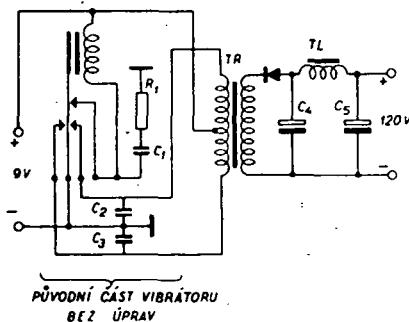 TR
TL
R1
C1
C4
C5
+
+
9V
120V
C2
C3
−
−
PŮVODNÍ ČÁST VIBRÁTORU
BEZ ÚPRAV